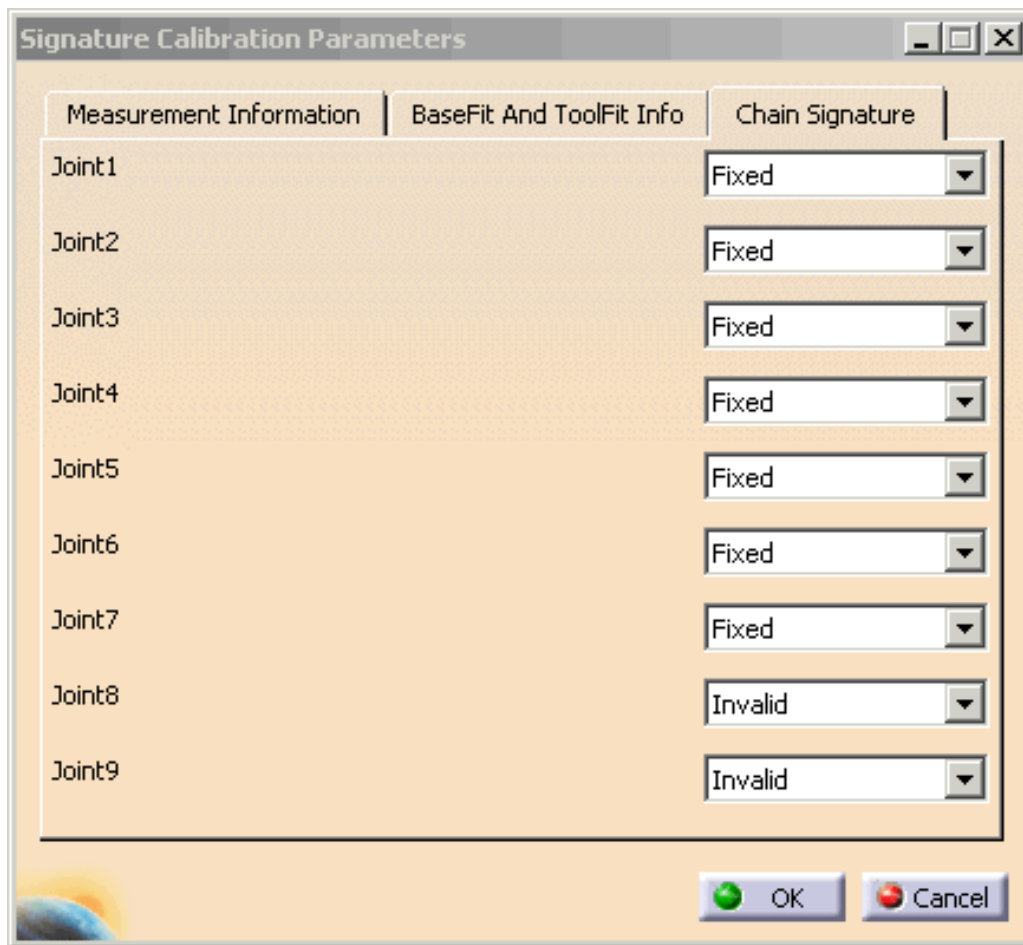 Signature Calibration Parameters
Measurement Information BaseFit And ToolFit Info Chain Signature
Joint1 Fixed
Joint2 Fixed
Joint3 Fixed
Joint4 Fixed
Joint5 Fixed
Joint6 Fixed
Joint7 Fixed
Joint8 Invalid
Joint9 Invalid
OK Cancel